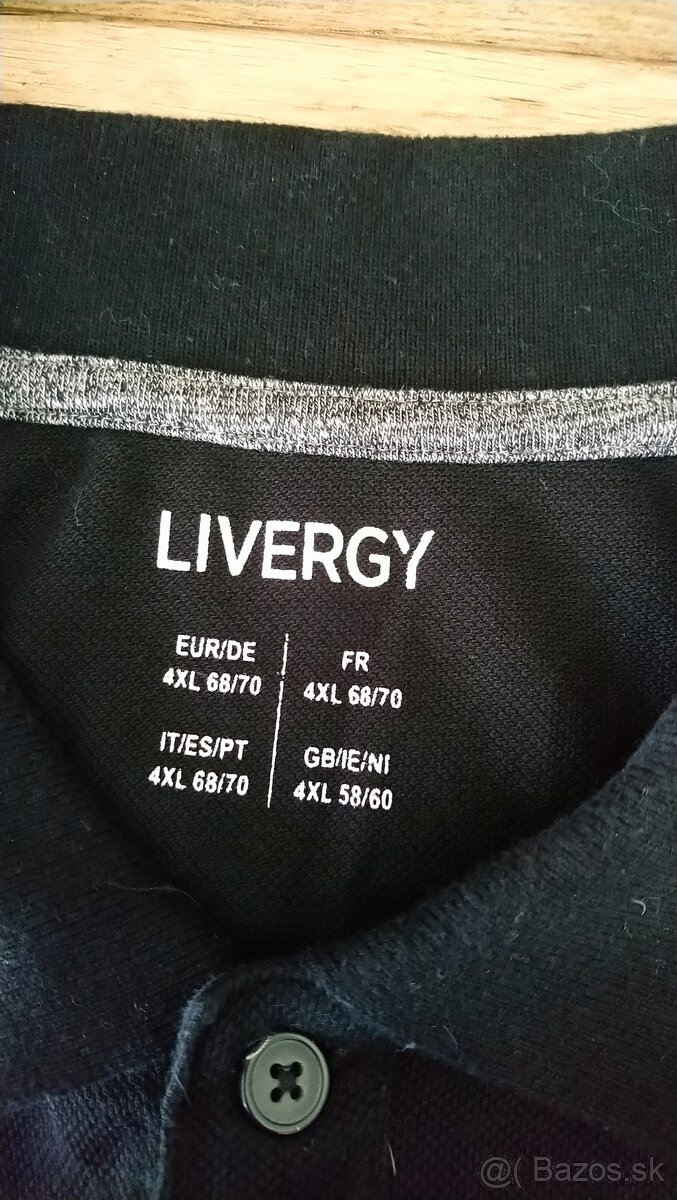 LIVERGY
EUR/DE
4XL 68/70
FR
4XL 68/70
IT/ES/PT
4XL 68/70
GB/IE/NI
4XL 58/60
@( Bazos.sk